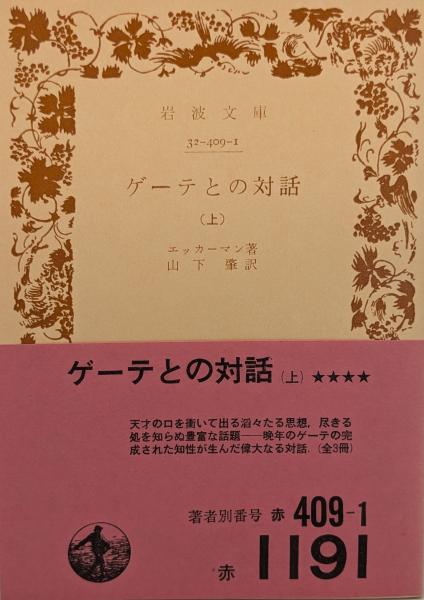 岩波文庫
32-409-1
ゲーテとの対話
(上)
エッカーマン著
山下肇訳
ゲーテとの対話(上)★★★★
天才の口を衝いて出る滔々たる思想，尽きる
処を知らぬ豊富な話題――晩年のゲーテの完
成された知性が生んだ偉大なる対話．(全3冊)
著者別番号 赤 409-1
赤 1191